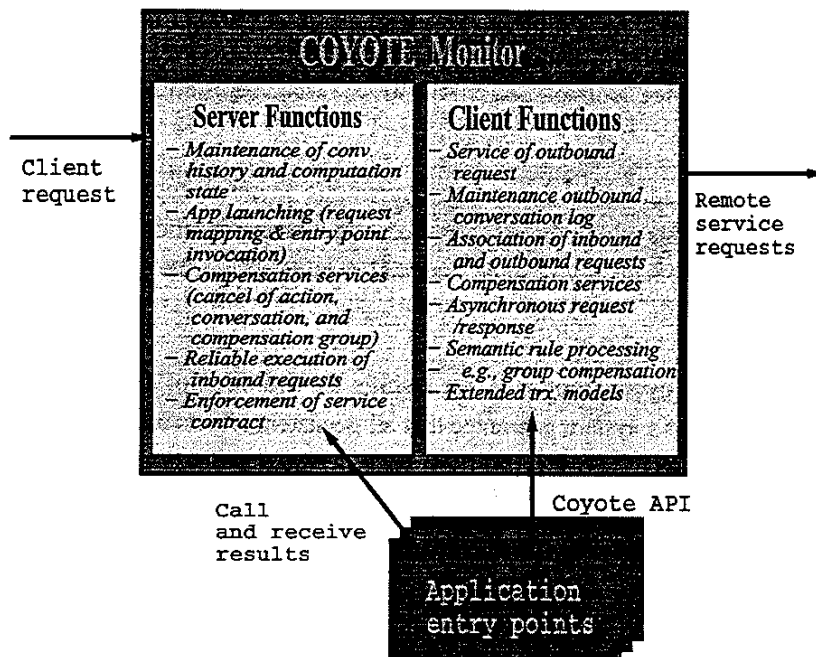 COYOTE Monitor
Server Functions
– Maintenance of conv.
history and computation
state
– App launching (request
mapping & entry point
invocation)
– Compensation services
(cancel of action,
conversation, and
compensation group)
– Reliable execution of
inbound requests
– Enforcement of service
contract
Client Functions
– Service of outbound
request
– Maintenance outbound
conversation log
– Association of inbound
and outbound requests
– Compensation services
– Asynchronous request
/response
– Semantic rule processing
– e.g., group compensation
– Extended trx. models
Client
request
Remote
service
requests
Call
and receive
results
Coyote API
Application
entry points